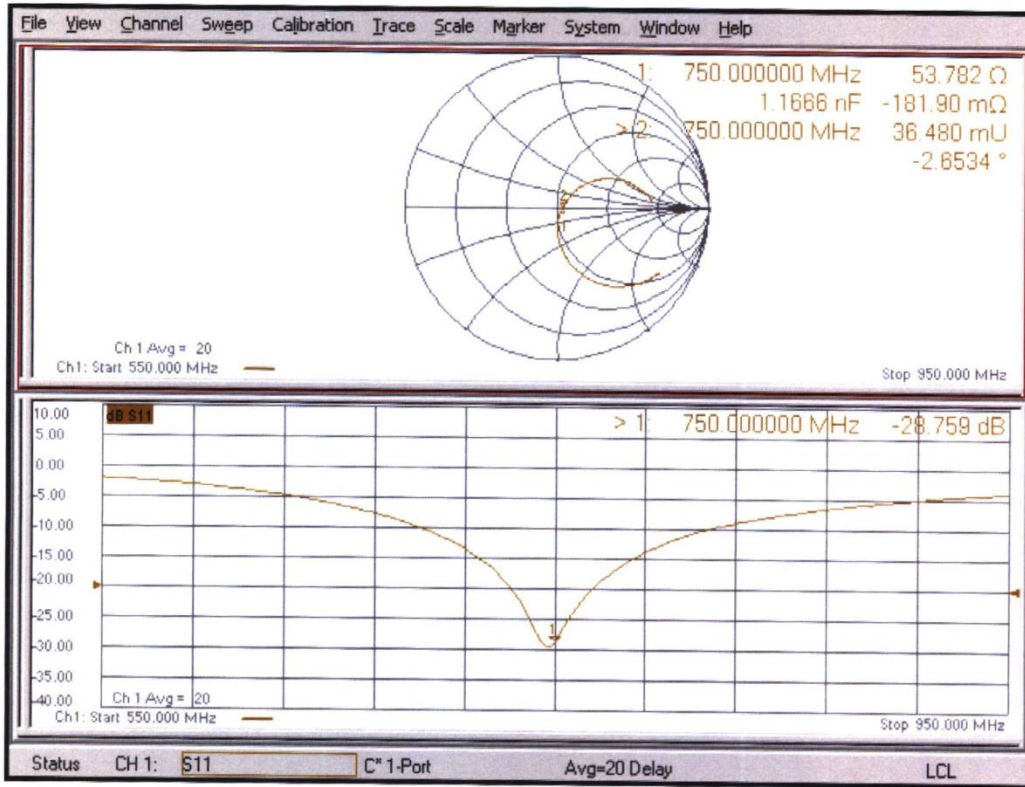 File View Channel Sweep Calibration Trace Scale Marker System Window Help
1: 750.000000 MHz 53.782 Ω
1.1666 nF -181.90 mΩ
> 2: 750.000000 MHz 36.480 mU
-2.6534 °
Ch 1 Avg = 20
Ch1: Start 550.000 MHz
Stop 950.000 MHz
10.00
dB S11
> 1: 750.000000 MHz -28.759 dB
5.00
0.00
-5.00
-10.00
-15.00
-20.00
-25.00
-30.00
-35.00
-40.00
1
Ch 1 Avg = 20
Ch1: Start 550.000 MHz
Stop 950.000 MHz
Status CH 1: S11 C* 1-Port Avg=20 Delay LCL